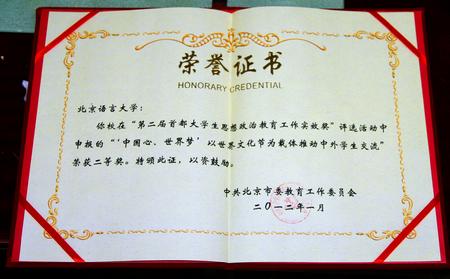 荣誉证书
HONORARY CREDENTIAL
北京语言大学：
你校在“第二届首都大学生思想政治教育工作实效奖”评选活动中
申报的“‘中国心、世界梦’以世界文化节为载体推动中外学生交流”
荣获二等奖。特颁此证，以资鼓励。
中共北京市委教育工作委员会
二〇一二年一月